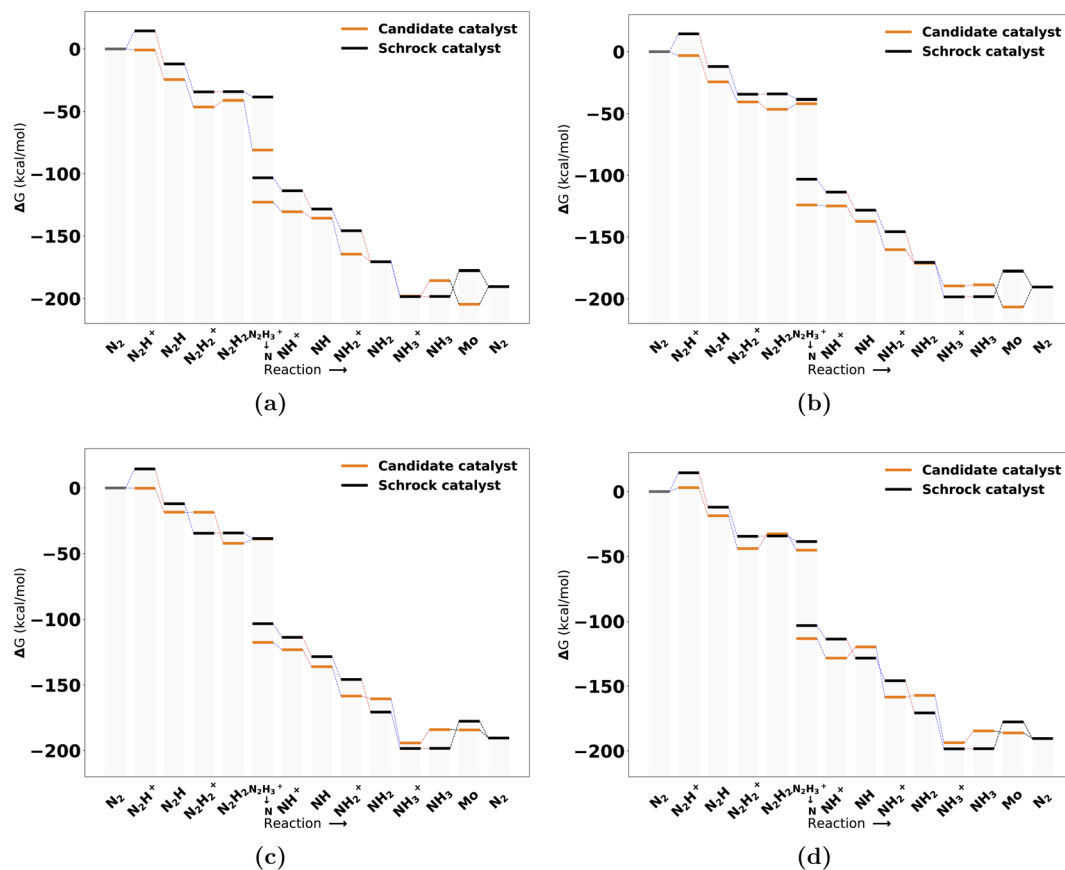 Candidate catalyst
Schrock catalyst
0
−50
−100
−150
−200
ΔG (kcal/mol)
N₂
N₂H⁺
N₂H
N₂H₂⁺
N₂H₂
N₂H₃⁺
↓
N
NH⁺
NH
NH₂⁺
NH₂
NH₃⁺
NH₃
Mo
N₂
Reaction ⟶
(a)
Candidate catalyst
Schrock catalyst
0
−50
−100
−150
−200
ΔG (kcal/mol)
N₂
N₂H⁺
N₂H
N₂H₂⁺
N₂H₂
N₂H₃⁺
↓
N
NH⁺
NH
NH₂⁺
NH₂
NH₃⁺
NH₃
Mo
N₂
Reaction ⟶
(b)
Candidate catalyst
Schrock catalyst
0
−50
−100
−150
−200
ΔG (kcal/mol)
N₂
N₂H⁺
N₂H
N₂H₂⁺
N₂H₂
N₂H₃⁺
↓
N
NH⁺
NH
NH₂⁺
NH₂
NH₃⁺
NH₃
Mo
N₂
Reaction ⟶
(c)
Candidate catalyst
Schrock catalyst
0
−50
−100
−150
−200
ΔG (kcal/mol)
N₂
N₂H⁺
N₂H
N₂H₂⁺
N₂H₂
N₂H₃⁺
↓
N
NH⁺
NH
NH₂⁺
NH₂
NH₃⁺
NH₃
Mo
N₂
Reaction ⟶
(d)